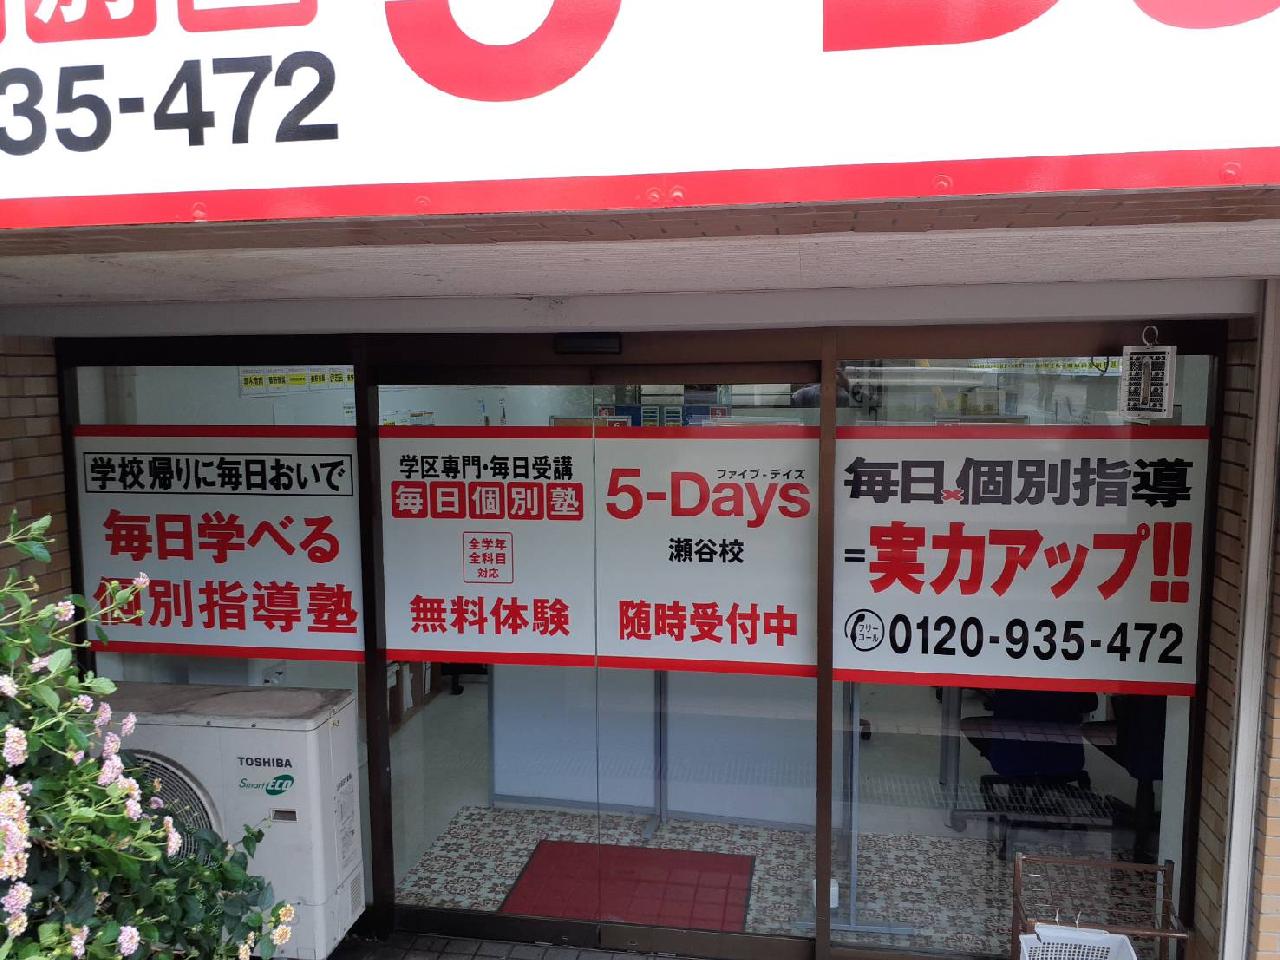 35-472
学校帰りに毎日おいで
毎日学べる
個別指導塾
学区専門・毎日受講
毎日個別塾
全学年
全科目
対応
無料体験
ファイブ-デイズ
5-Days
瀬谷校
随時受付中
毎日×個別指導
=実力アップ!!
フリー
コール
0120-935-472
TOSHIBA
Smart ECO